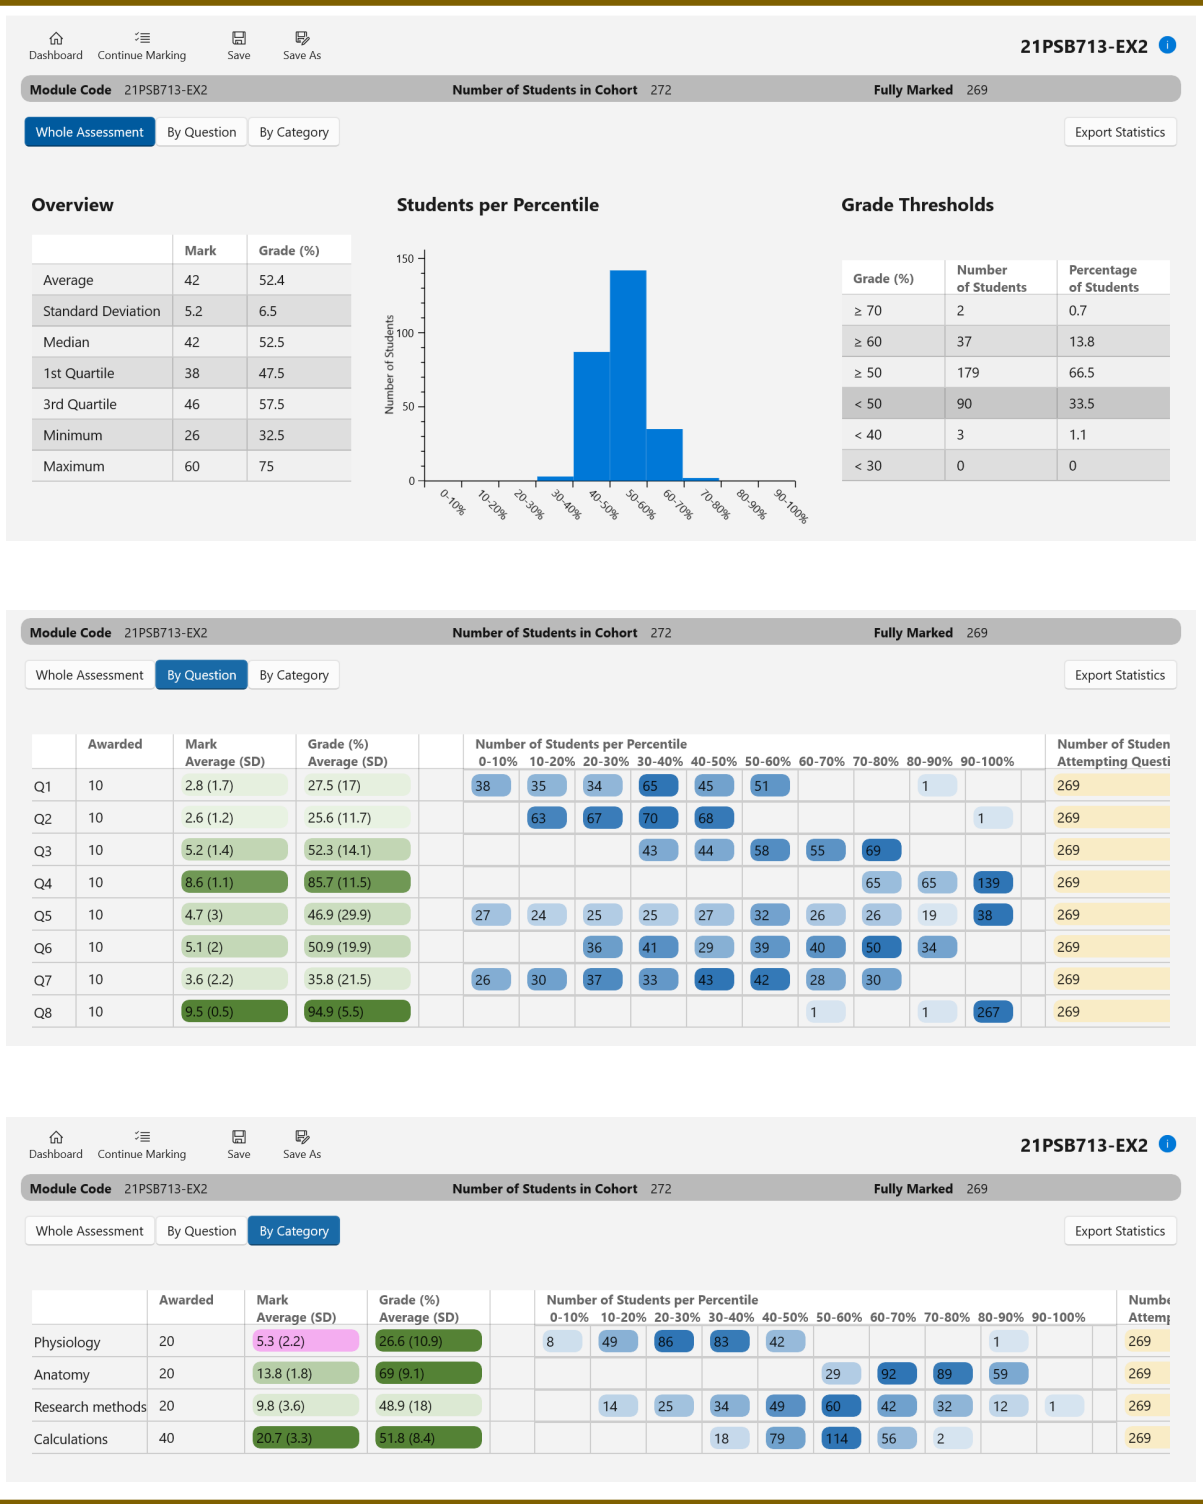 Dashboard Continue Marking Save Save As
21PSB713-EX2 i
Module Code 21PSB713-EX2 Number of Students in Cohort 272 Fully Marked 269
Whole Assessment By Question By Category Export Statistics
Overview
Mark Grade (%)
Average 42 52.4
Standard Deviation 5.2 6.5
Median 42 52.5
1st Quartile 38 47.5
3rd Quartile 46 57.5
Minimum 26 32.5
Maximum 60 75
Students per Percentile
Number of Students
150
100
50
0
0-10% 10-20% 20-30% 30-40% 40-50% 50-60% 60-70% 70-80% 80-90% 90-100%
Grade Thresholds
Grade (%) Number of Students Percentage of Students
≥ 70 2 0.7
≥ 60 37 13.8
≥ 50 179 66.5
< 50 90 33.5
< 40 3 1.1
< 30 0 0
Module Code 21PSB713-EX2 Number of Students in Cohort 272 Fully Marked 269
Whole Assessment By Question By Category Export Statistics
Awarded Mark Grade (%) Number of Students per Percentile Number of Studen
Average (SD) Average (SD) 0-10% 10-20% 20-30% 30-40% 40-50% 50-60% 60-70% 70-80% 80-90% 90-100% Attempting Questi
Q1 10 2.8 (1.7) 27.5 (17) 38 35 34 65 45 51 1 269
Q2 10 2.6 (1.2) 25.6 (11.7) 63 67 70 68 1 269
Q3 10 5.2 (1.4) 52.3 (14.1) 43 44 58 55 69 269
Q4 10 8.6 (1.1) 85.7 (11.5) 65 65 139 269
Q5 10 4.7 (3) 46.9 (29.9) 27 24 25 25 27 32 26 26 19 38 269
Q6 10 5.1 (2) 50.9 (19.9) 36 41 29 39 40 50 34 269
Q7 10 3.6 (2.2) 35.8 (21.5) 26 30 37 33 43 42 28 30 269
Q8 10 9.5 (0.5) 94.9 (5.5) 1 1 267 269
Dashboard Continue Marking Save Save As
21PSB713-EX2 i
Module Code 21PSB713-EX2 Number of Students in Cohort 272 Fully Marked 269
Whole Assessment By Question By Category Export Statistics
Awarded Mark Grade (%) Number of Students per Percentile Numbe
Average (SD) Average (SD) 0-10% 10-20% 20-30% 30-40% 40-50% 50-60% 60-70% 70-80% 80-90% 90-100% Attemp
Physiology 20 5.3 (2.2) 26.6 (10.9) 8 49 86 83 42 1 269
Anatomy 20 13.8 (1.8) 69 (9.1) 29 92 89 59 269
Research methods 20 9.8 (3.6) 48.9 (18) 14 25 34 49 60 42 32 12 1 269
Calculations 40 20.7 (3.3) 51.8 (8.4) 18 79 114 56 2 269